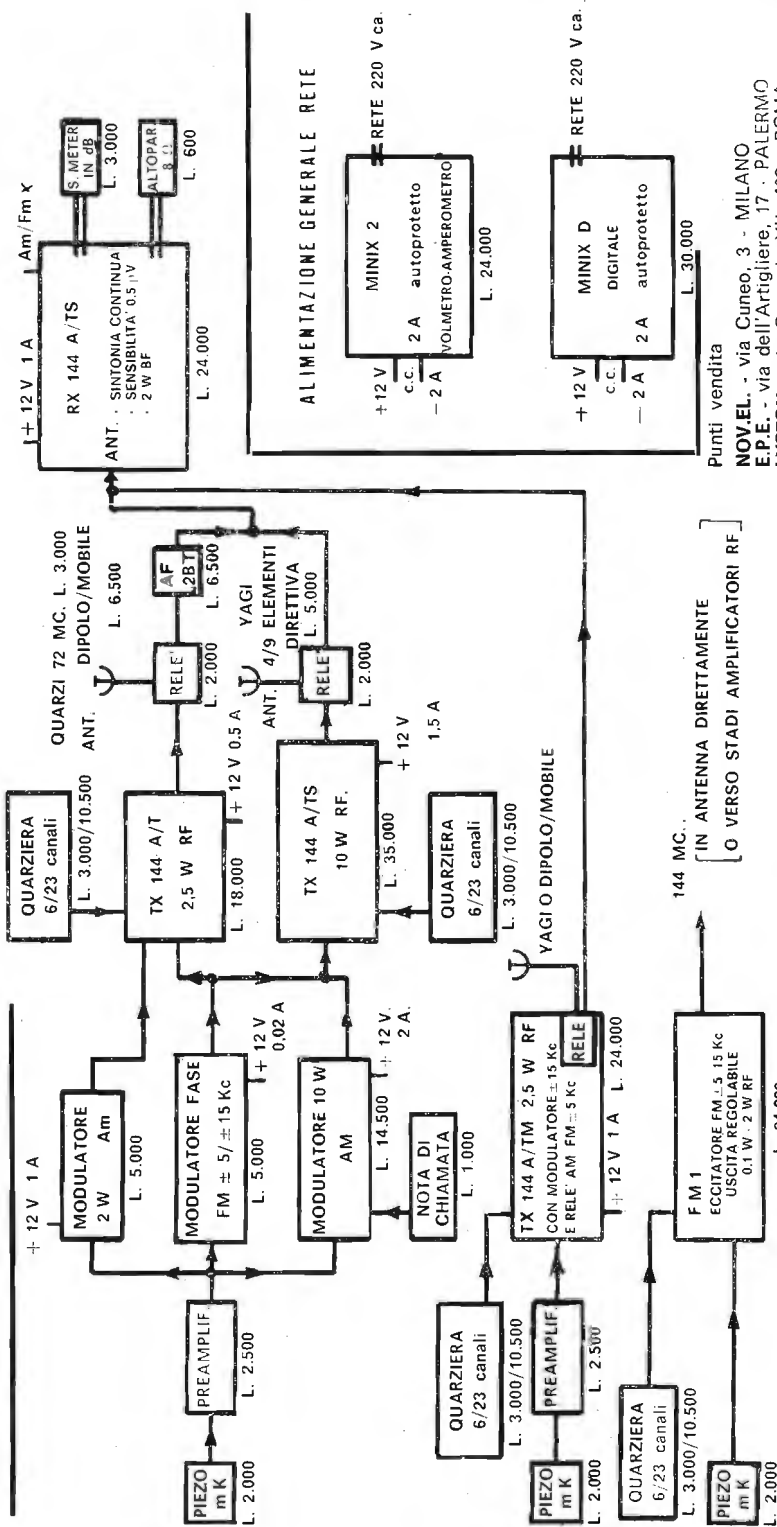 + 12 V 1 A
Am/Fm K
RX 144 A/TS
ANT. · SINTONIA CONTINUA
· SENSIBILITA' 0.5 µV
· 2 W BF
L. 24.000
S. METER
IN dB
L. 3.000
ALTOPAR
8 Ω
L. 600
QUARZI 72 MC. L. 3.000
ANT.
DIPOLO/MOBILE
L. 6.500
RELE'
L. 2.000
AF
2BT
L. 6.500
YAGI
ANT. 4/9 ELEMENTI
DIRETTIVA
L. 5.000
RELE'
L. 2.000
QUARZIERA
6/23 canali
L. 3.000/10.500
TX 144 A/T
2,5 W RF
L. 18.000
+ 12 V 0.5 A
TX 144 A/TS
10 W RF.
L. 35.000
+ 12 V
1,5 A
QUARZIERA
6/23 canali
L. 3.000/10.500
+ 12 V 1 A
MODULATORE
2 W Am
L. 5.000
MODULATORE FASE
FM ± 5/ ± 15 Kc
L. 5.000
+ 12 V
0,02 A
MODULATORE 10 W
AM
L. 14.500
+ 12 V.
2 A.
NOTA DI
CHIAMATA
L. 1.000
PREAMPLIF.
L. 2.500
PIEZO
m K
L. 2.000
ALIMENTAZIONE GENERALE RETE
+12 V
c.c.
− 2 A
MINIX 2
2 A autoprotetto
VOLMETRO-AMPEROMETRO
L. 24.000
RETE 220 V ca.
+ 12 V
c.c.
— 2 A
MINIX D
DIGITALE
2 A autoprotetto
L. 30.000
RETE 220 V ca.
YAGI O DIPOLO/MOBILE
TX 144 A/TM 2,5 W RF
CON MODULATORE ± 15 Kc
E RELE' AM FM ± 5 Kc
RELE
+ 12 V 1 A L. 24.000
QUARZIERA
6/23 canali
L. 3.000/10.500
PREAMPLIF.
L. 2.500
PIEZO
m K
L. 2.000
144 MC.
IN ANTENNA DIRETTAMENTE
O VERSO STADI AMPLIFICATORI RF
FM1
ECCITATORE FM ± 5 15 Kc
USCITA REGOLABILE
0.1 W - 2 W RF
QUARZIERA
6/23 canali
L. 3.000/10.500
PIEZO
m K
L. 2.000
Punti vendita
NOV.EL. - via Cuneo, 3 - MILANO
E.P.E. - via dell'Artigliere, 17 - PALERMO